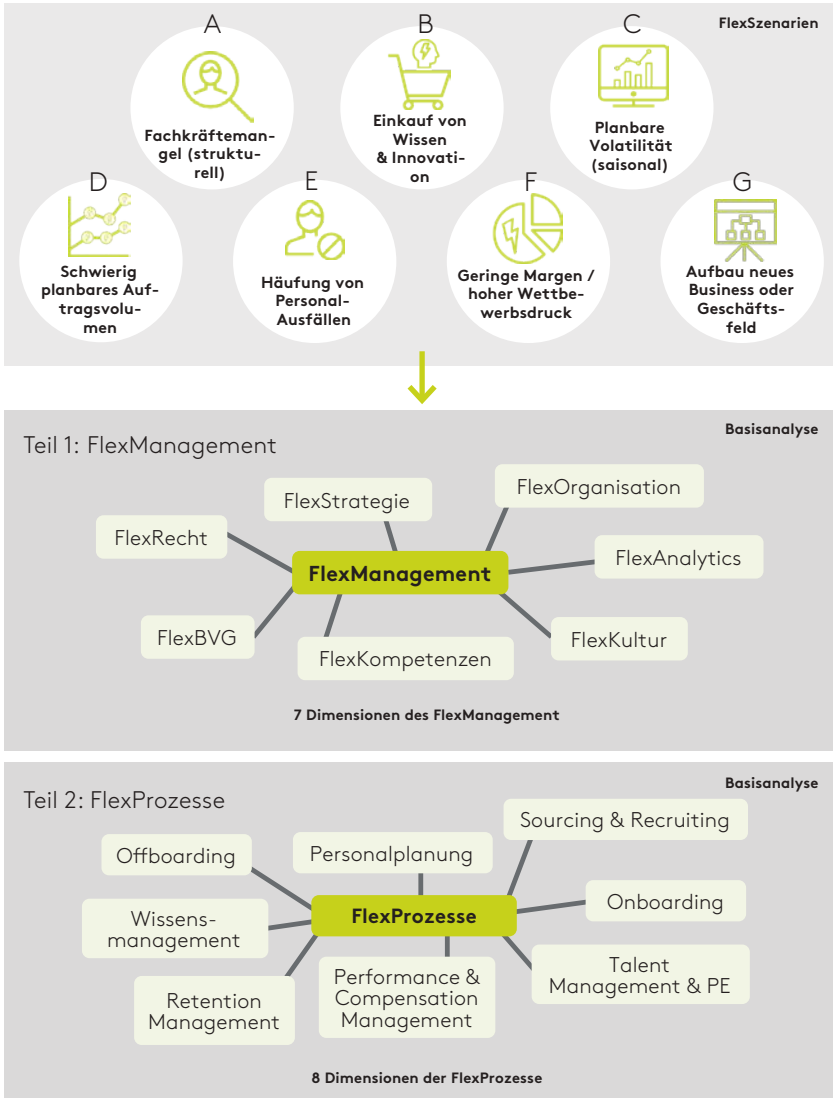 FlexSzenarien
A
Fachkräfteman-
gel (struktu-
rell)
B
Einkauf von
Wissen
& Innovati-
on
C
Planbare
Volatilität
(saisonal)
D
Schwierig
planbares Auf-
tragsvolu-
men
E
Häufung von
Personal-
Ausfällen
F
Geringe Margen /
hoher Wettbe-
werbsdruck
G
Aufbau neues
Business oder
Geschäfts-
feld
Basisanalyse
Teil 1: FlexManagement
FlexStrategie
FlexOrganisation
FlexRecht
FlexManagement
FlexAnalytics
FlexBVG
FlexKompetenzen
FlexKultur
7 Dimensionen des FlexManagement
Basisanalyse
Teil 2: FlexProzesse
Sourcing & Recruiting
Offboarding
Personalplanung
Wissens-
management
FlexProzesse
Onboarding
Retention
Management
Performance &
Compensation
Management
Talent
Management & PE
8 Dimensionen der FlexProzesse